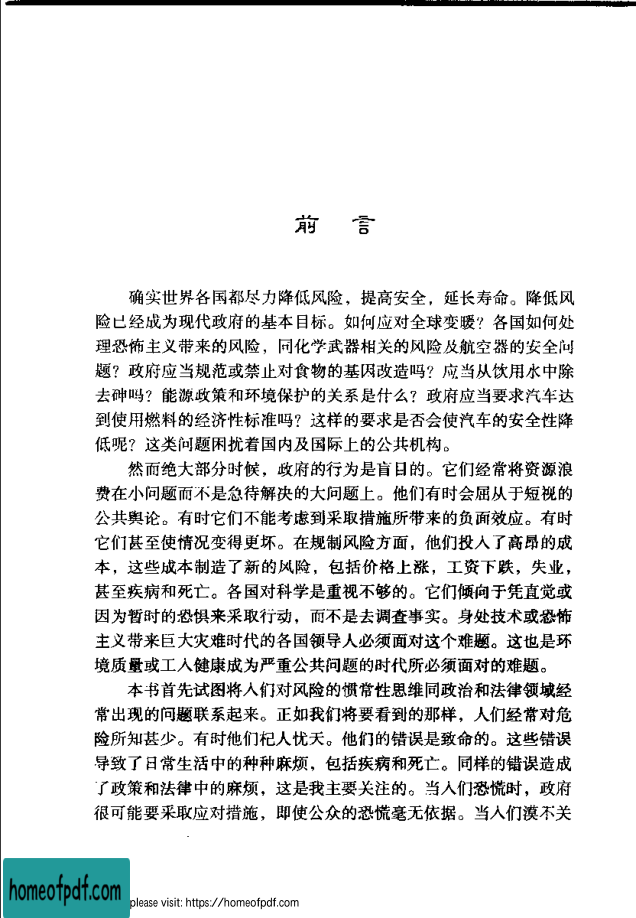 前 言
确实世界各国都尽力降低风险，提高安全，延长寿命。降低风
险已经成为现代政府的基本目标。如何应对全球变暖？各国如何处
理恐怖主义带来的风险，同化学武器相关的风险及航空器的安全问
题？政府应当规范或禁止对食物的基因改造吗？应当从饮用水中除
去砷吗？能源政策和环境保护的关系是什么？政府应当要求汽车达
到使用燃料的经济性标准吗？这样的要求是否会使汽车的安全性降
低呢？这类问题困扰着国内及国际上的公共机构。
然而绝大部分时候，政府的行为是盲目的。它们经常将资源浪
费在小问题而不是急待解决的大问题上。他们有时会屈从于短视的
公共舆论。有时它们不能考虑到采取措施所带来的负面效应。有时
它们甚至使情况变得更坏。在规制风险方面，他们投入了高昂的成
本，这些成本制造了新的风险，包括价格上涨，工资下跌，失业，
甚至疾病和死亡。各国对科学是重视不够的。它们倾向于凭直觉或
因为暂时的恐惧来采取行动，而不是去调查事实。身处技术或恐怖
主义带来巨大灾难时代的各国领导人必须面对这个难题。这也是环
境质量或工人健康成为严重公共问题的时代所必须面对的难题。
本书首先试图将人们对风险的惯常性思维同政治和法律领域经
常出现的问题联系起来。正如我们将要看到的那样，人们经常对危
险所知甚少。有时他们杞人忧天。他们的错误是致命的。这些错误
导致了日常生活中的种种麻烦，包括疾病和死亡。同样的错误造成
了政策和法律中的麻烦，这是我主要关注的。当人们恐慌时，政府
很可能要采取应对措施，即使公众的恐慌毫无依据。当人们漠不关
homeofpdf.com
please visit: https://homeofpdf.com